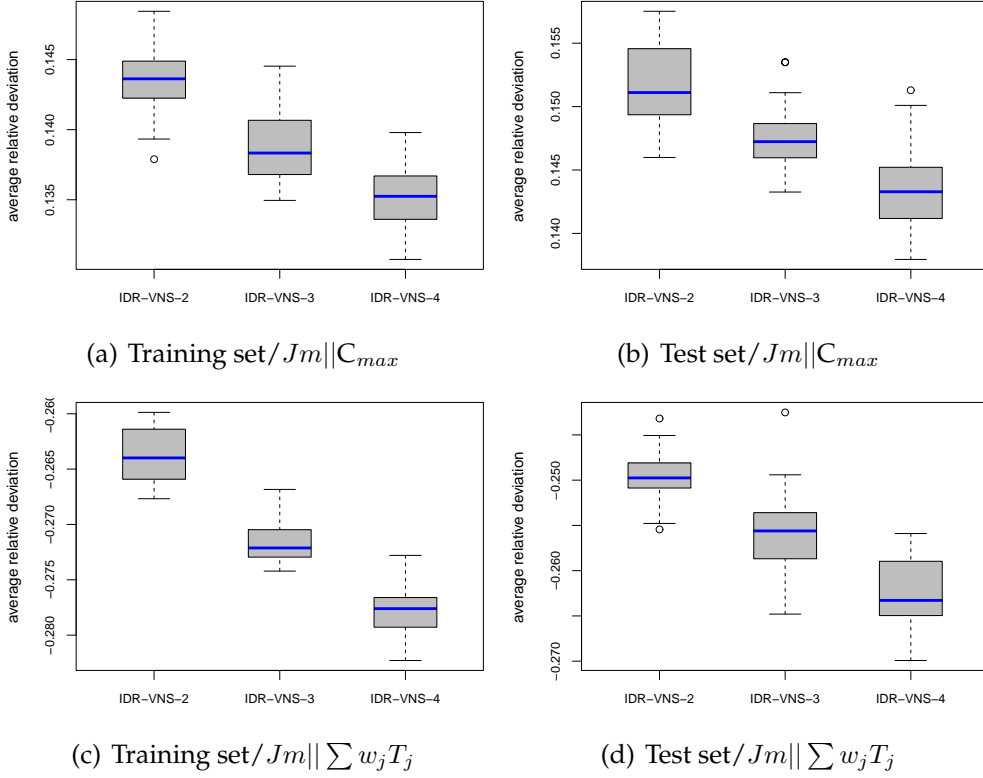 average relative deviation
0.145
0.140
0.135
IDR-VNS-2 IDR-VNS-3 IDR-VNS-4
(a) Training set/Jm||C_max
average relative deviation
0.155
0.150
0.145
0.140
IDR-VNS-2 IDR-VNS-3 IDR-VNS-4
(b) Test set/Jm||C_max
average relative deviation
-0.265
-0.270
-0.275
-0.280
IDR-VNS-2 IDR-VNS-3 IDR-VNS-4
(c) Training set/Jm|| ∑ w_jT_j
average relative deviation
-0.250
-0.260
-0.270
IDR-VNS-2 IDR-VNS-3 IDR-VNS-4
(d) Test set/Jm|| ∑ w_jT_j